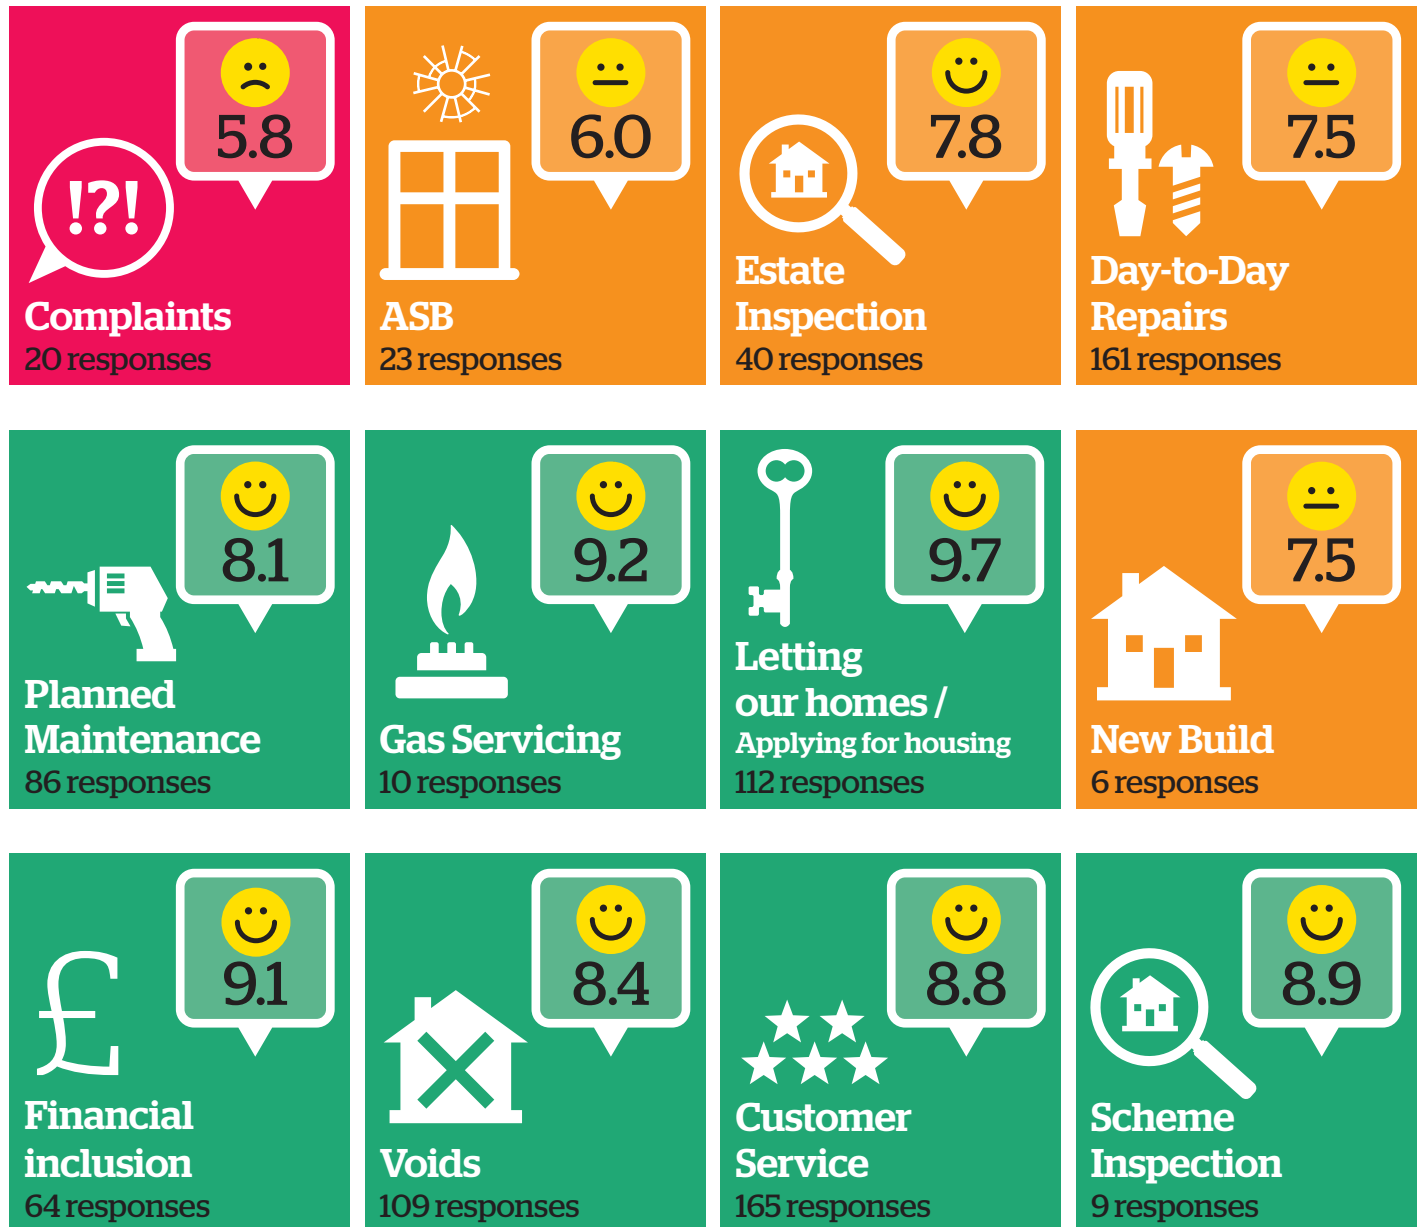 5.8
!?!
Complaints
20 responses
6.0
ASB
23 responses
7.8
Estate
Inspection
40 responses
7.5
Day-to-Day
Repairs
161 responses
8.1
Planned
Maintenance
86 responses
9.2
Gas Servicing
10 responses
9.7
Letting
our homes /
Applying for housing
112 responses
7.5
New Build
6 responses
9.1
£
Financial
inclusion
64 responses
8.4
Voids
109 responses
8.8
Customer
Service
165 responses
8.9
Scheme
Inspection
9 responses